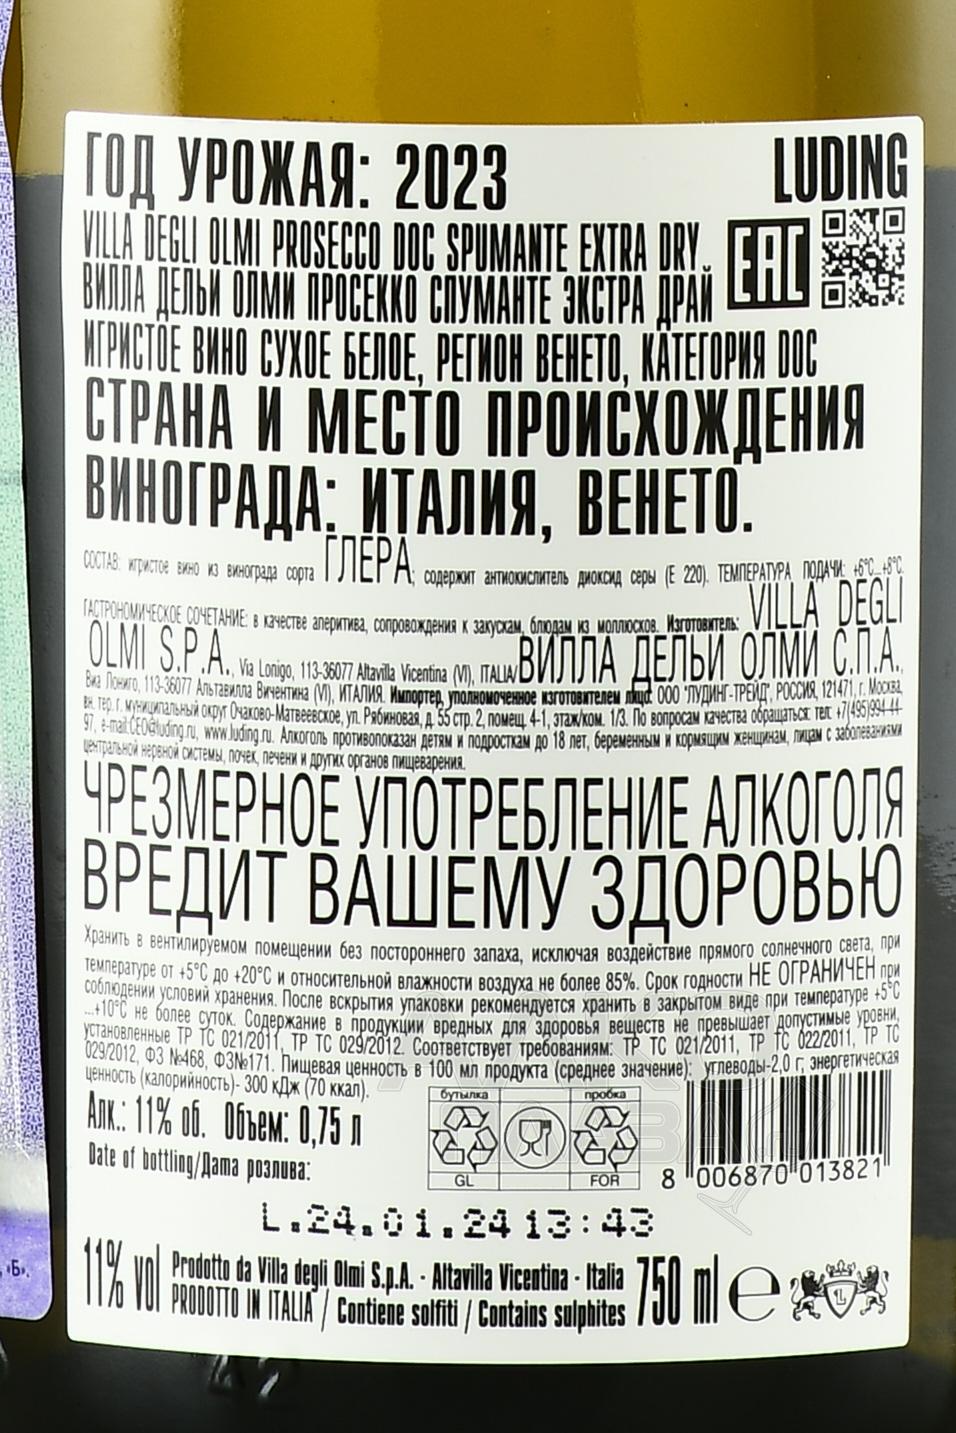 ГОД УРОЖАЯ: 2023
LUDING
VILLA DEGLI OLMI PROSECCO DOC SPUMANTE EXTRA DRY
ВИЛЛА ДЕЛЬИ ОЛМИ ПРОСЕККО СПУМАНТЕ ЭКСТРА ДРАЙ
EAC
ИГРИСТОЕ ВИНО СУХОЕ БЕЛОЕ, РЕГИОН ВЕНЕТО, КАТЕГОРИЯ DOC
СТРАНА И МЕСТО ПРОИСХОЖДЕНИЯ
ВИНОГРАДА: ИТАЛИЯ, ВЕНЕТО.
СОСТАВ: игристое вино из винограда сорта ГЛЕРА; содержит антиокислитель диоксид серы (Е 220). ТЕМПЕРАТУРА ПОДАЧИ: +6°С...+8°С.
ГАСТРОНОМИЧЕСКОЕ СОЧЕТАНИЕ: в качестве аперитива, сопровождения к закускам, блюдам из моллюсков. Изготовитель: VILLA DEGLI
OLMI S.P.A., Via Lonigo, 113-36077 Altavilla Vicentina (VI), ITALIA/ВИЛЛА ДЕЛЬИ ОЛМИ С.П.А.,
Виа Лониго, 113-36077 Альтавилла Вичентина (VI), ИТАЛИЯ. Импортер, уполномоченное изготовителем лицо: ООО "ЛУДИНГ-ТРЕЙД", РОССИЯ, 121471, г. Москва,
вн. тер. г. муниципальный округ Очаково-Матвеевское, ул. Рябиновая, д. 55 стр. 2, помещ. 4-1, этаж/ком. 1/3. По вопросам качества обращаться: тел: +7(495)994-44-
97, e-mail:CEO@luding.ru, www.luding.ru. Алкоголь противопоказан детям и подросткам до 18 лет, беременным и кормящим женщинам, лицам с заболеваниями
центральной нервной системы, почек, печени и других органов пищеварения.
ЧРЕЗМЕРНОЕ УПОТРЕБЛЕНИЕ АЛКОГОЛЯ
ВРЕДИТ ВАШЕМУ ЗДОРОВЬЮ
Хранить в вентилируемом помещении без постороннего запаха, исключая воздействие прямого солнечного света, при
температуре от +5°С до +20°С и относительной влажности воздуха не более 85%. Срок годности НЕ ОГРАНИЧЕН при
соблюдении условий хранения. После вскрытия упаковки рекомендуется хранить в закрытом виде при температуре +5°С
...+10°С не более суток. Содержание в продукции вредных для здоровья веществ не превышает допустимые уровни,
установленные ТР ТС 021/2011, ТР ТС 029/2012. Соответствует требованиям: ТР ТС 021/2011, ТР ТС 022/2011, ТР ТС
029/2012, ФЗ №468, ФЗ№171. Пищевая ценность в 100 мл продукта (среднее значение): углеводы-2,0 г; энергетическая
ценность (калорийность)- 300 кДж (70 ккал).
Алк.: 11% об. Объем: 0,75 л
Date of bottling/Дата розлива:
бутылка
пробка
GL
FOR
8 006870 013821
L.24.01.24 13:43
11% vol
Prodotto da Villa degli Olmi S.p.A. · Altavilla Vicentina · Italia
PRODOTTO IN ITALIA / Contiene solfiti / Contains sulphites
750 ml e
L
"Б".